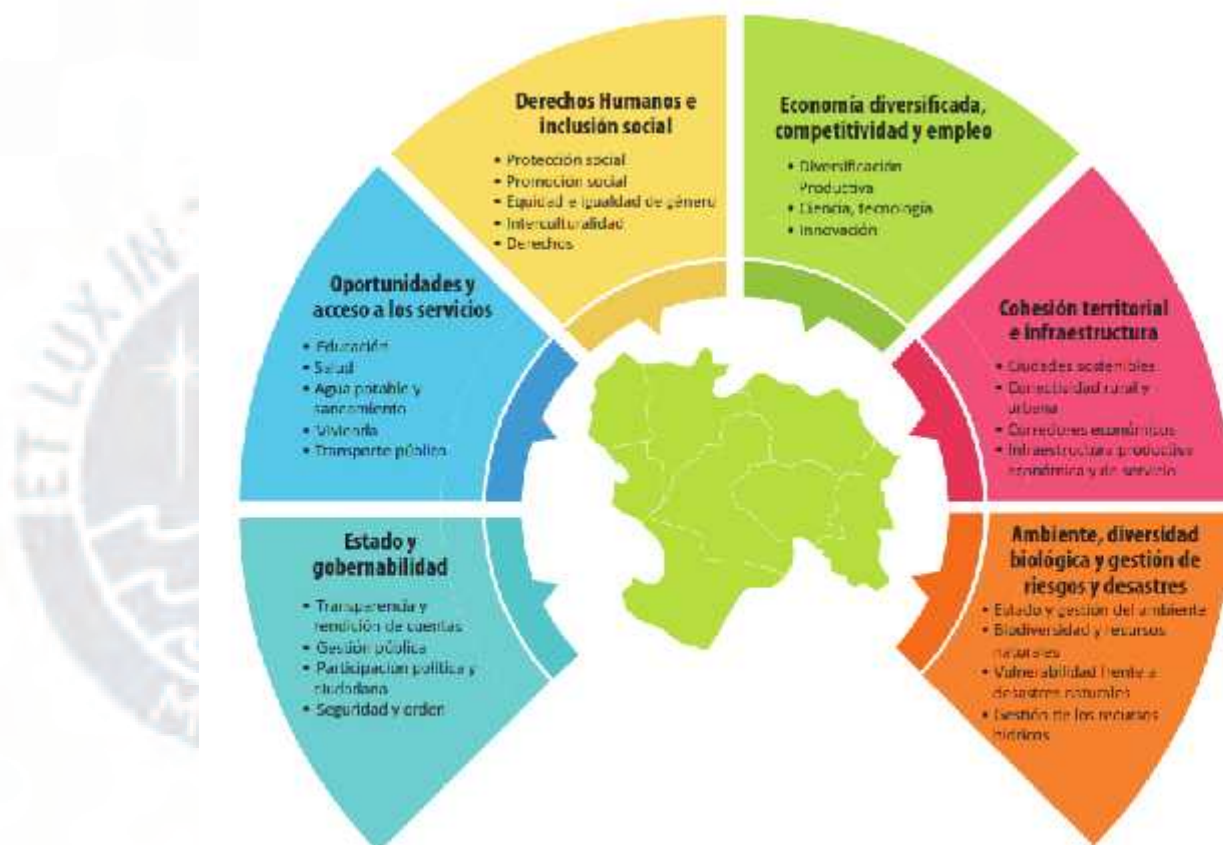 ET LUX IN
Derechos Humanos e
inclusión social
• Protección social
• Promoción social
• Equidad e igualdad de género
• Interculturalidad
• Derechos
Economía diversificada,
competitividad y empleo
• Diversificación
Productiva
• Ciencia, tecnología
• Innovación
Oportunidades y
acceso a los servicios
• Educación
• Salud
• Agua potable y
saneamiento
• Vivienda
• Transporte público
Cohesión territorial
e infraestructura
• Ciudades sostenibles
• Conectividad rural y
urbana
• Corredores económicos
• Infraestructura productiva
económica y de servicio
Estado y
gobernabilidad
• Transparencia y
rendición de cuentas
• Gestión pública
• Participación política y
ciudadana
• Seguridad y orden
Ambiente, diversidad
biológica y gestión de
riesgos y desastres
• Estado y gestión del ambiente
• Biodiversidad y recursos
naturales
• Vulnerabilidad frente a
desastres naturales
• Gestión de los recursos
hídricos